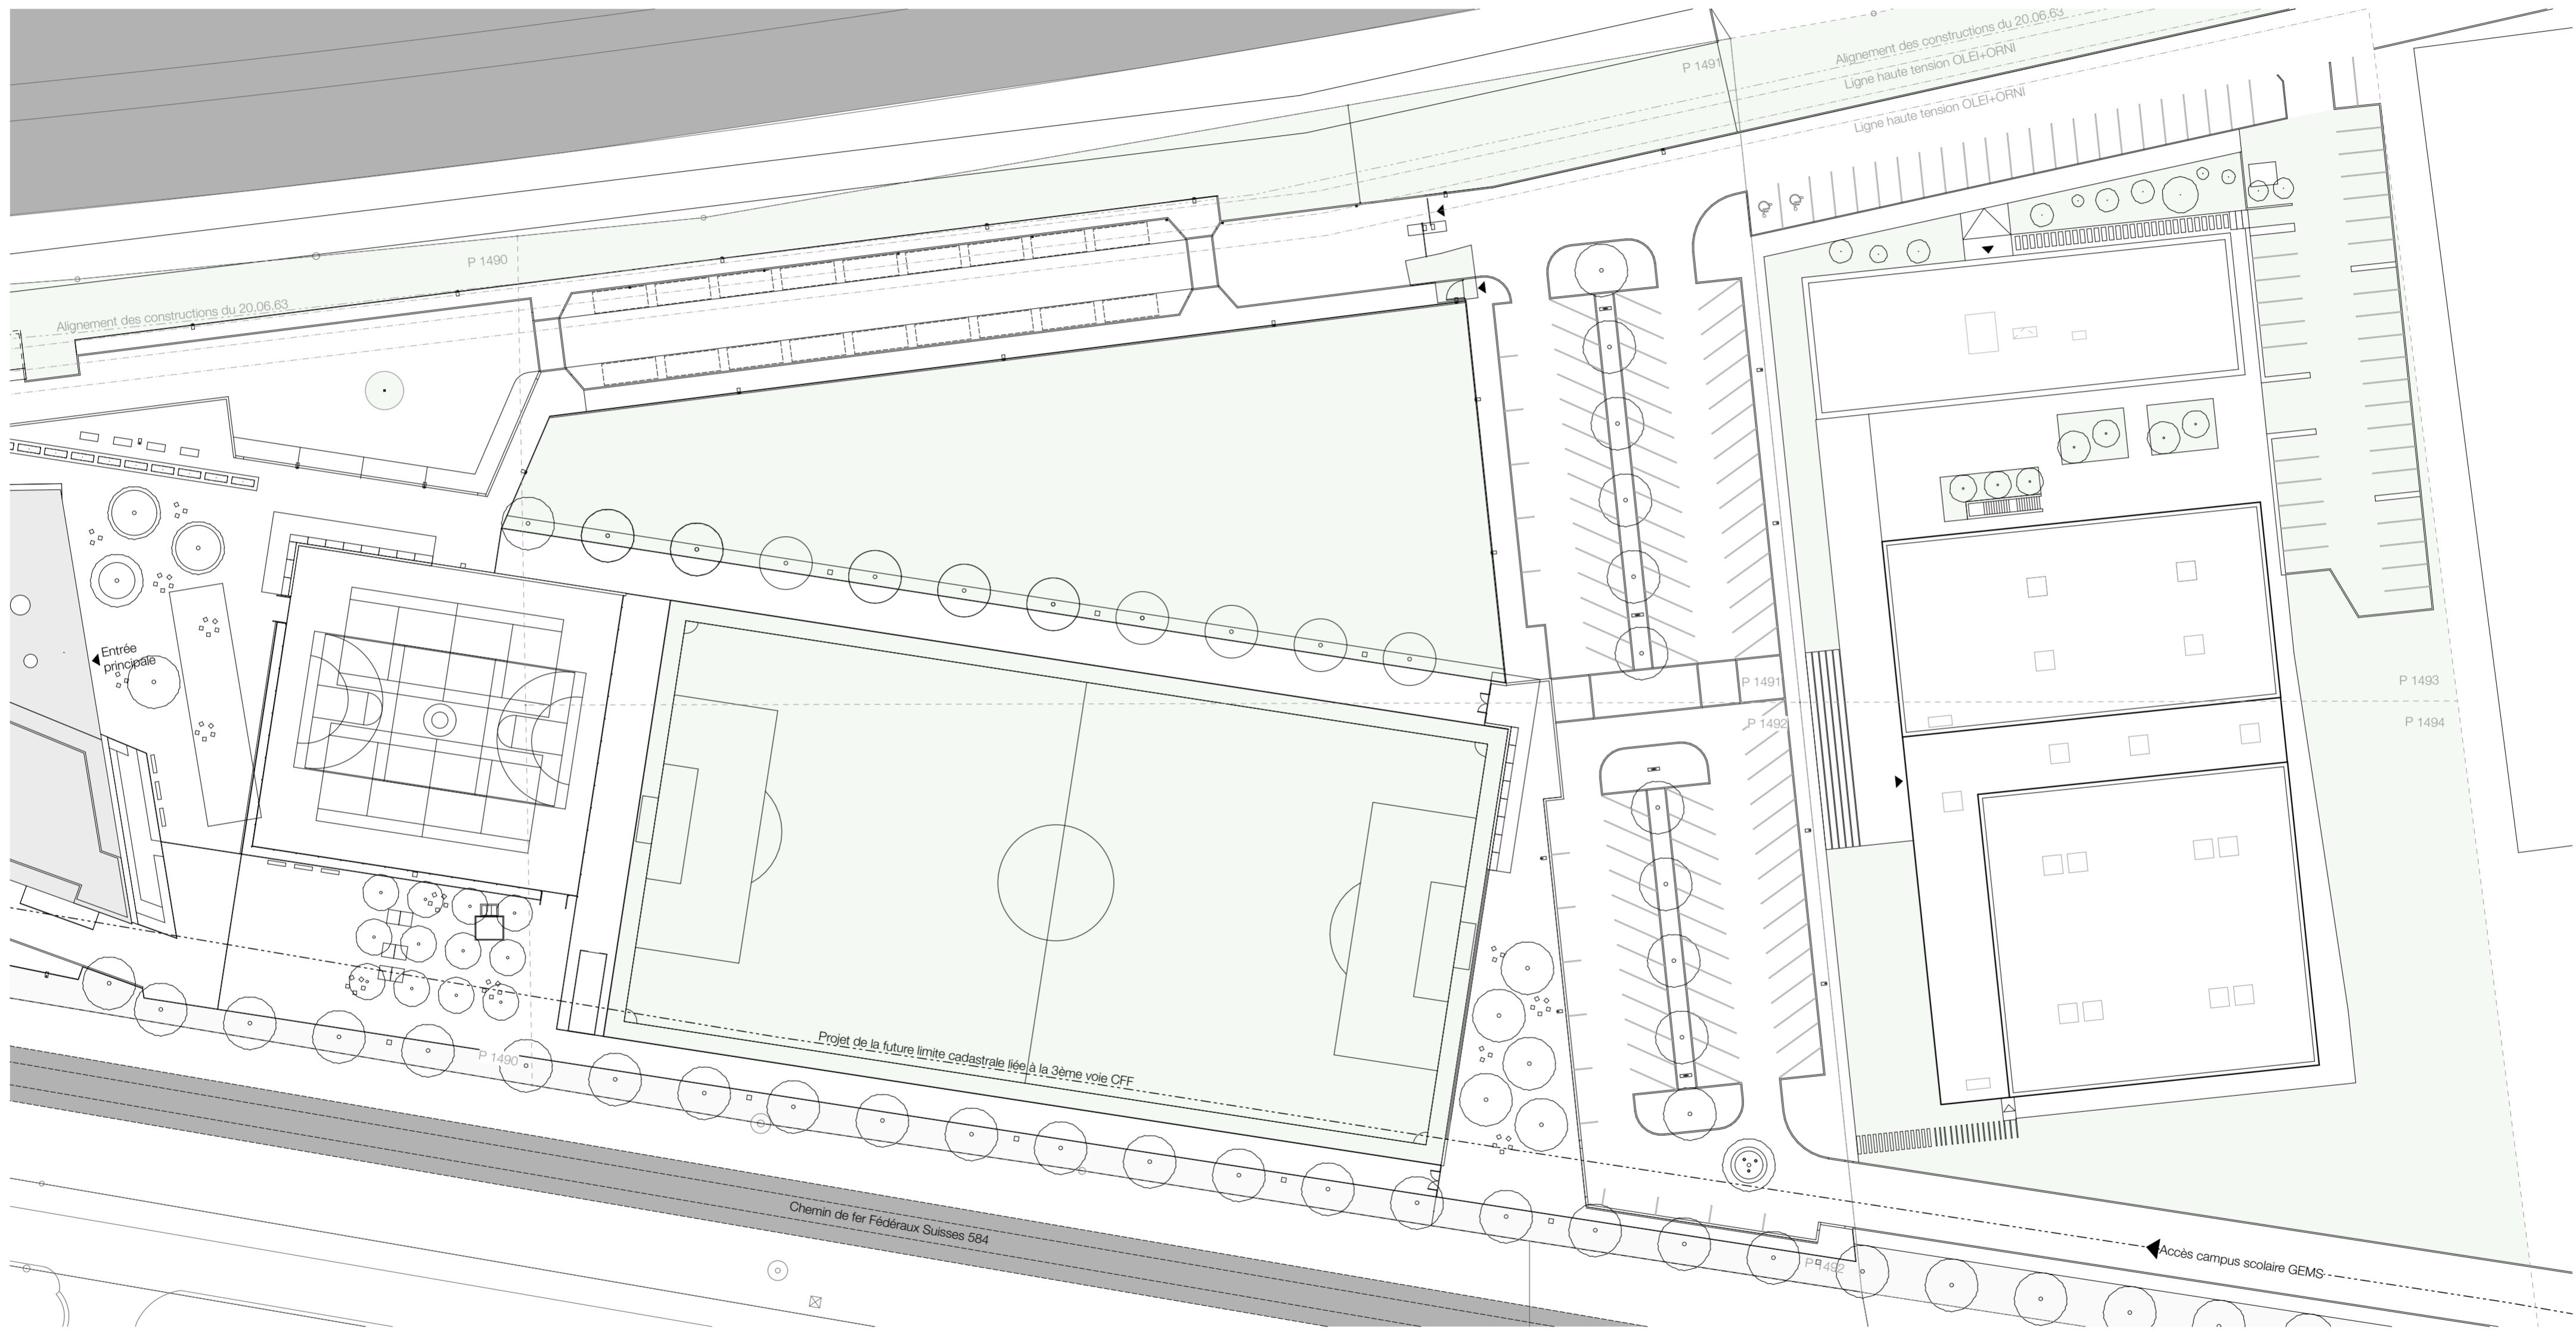 Alignement des constructions du 20.06.63
P 1491
Ligne haute tension OLEI+ORNI
Ligne haute tension OLEI+ORNI
P 1490
Alignement des constructions du 20.06.63
Entrée
principale
P 1491
P 1493
P 1492
P 1494
Projet de la future limite cadastrale liée à la 3ème voie CFF
P 1490
Chemin de fer Fédéraux Suisses 584
Accès campus scolaire GEMS
P 1492